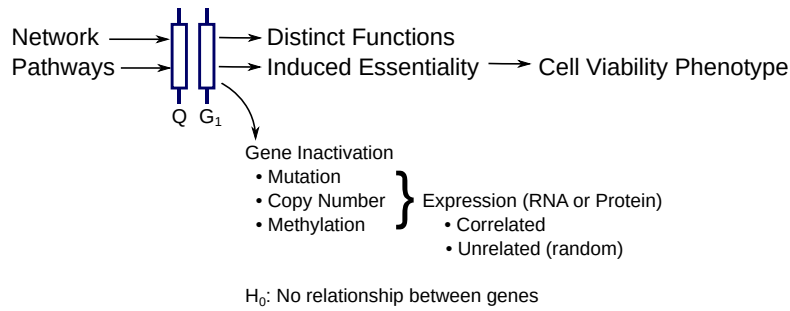 Network
Pathways
Q
G₁
Distinct Functions
Induced Essentiality
Cell Viability Phenotype
Gene Inactivation
• Mutation
• Copy Number
• Methylation
}
Expression (RNA or Protein)
• Correlated
• Unrelated (random)
H₀: No relationship between genes